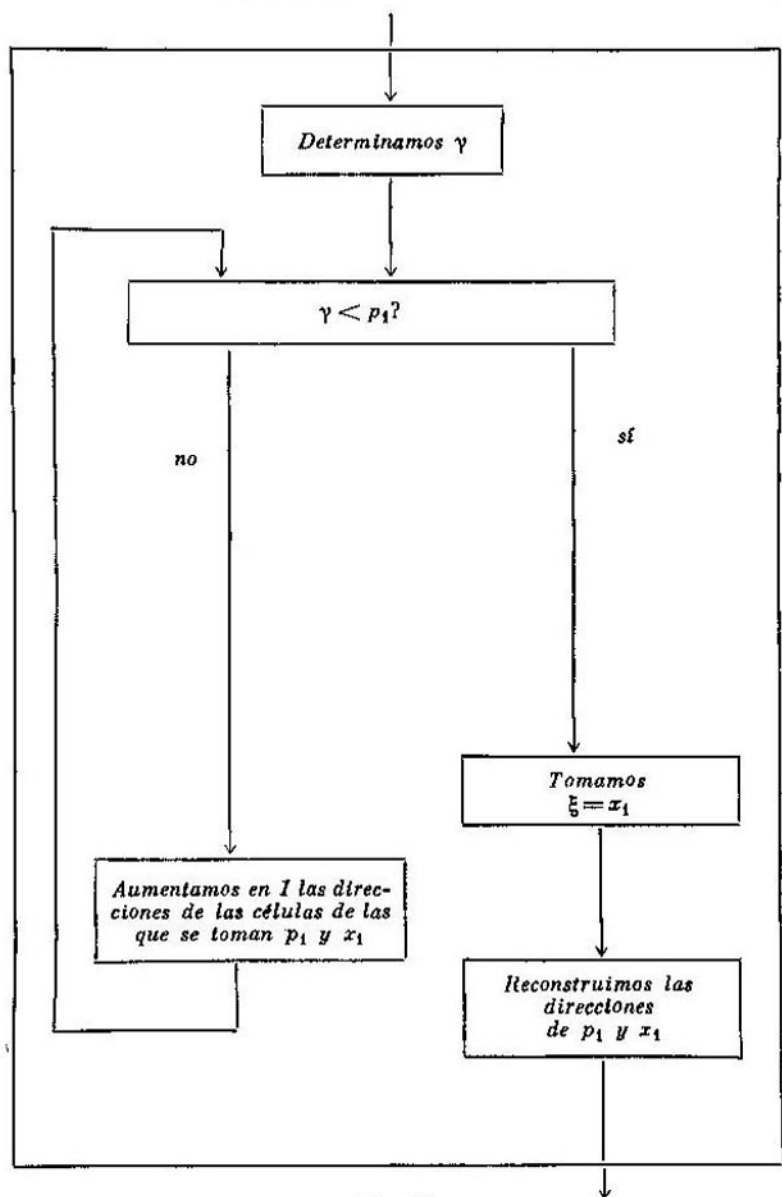 Determinamos γ
γ < p₁?
no
sí
Tomamos
ξ = x₁
Aumentamos en 1 las direc-
ciones de las células de las
que se toman p₁ y x₁
Reconstruimos las
direcciones
de p₁ y x₁